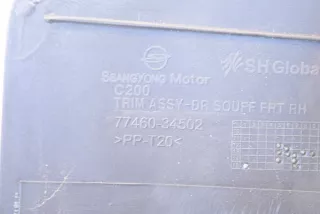 SSANGYONG Motor
SH Global
C200
TRIM ASSY-DR SCUFF FRT RH
77460-34502
>PP-T20<